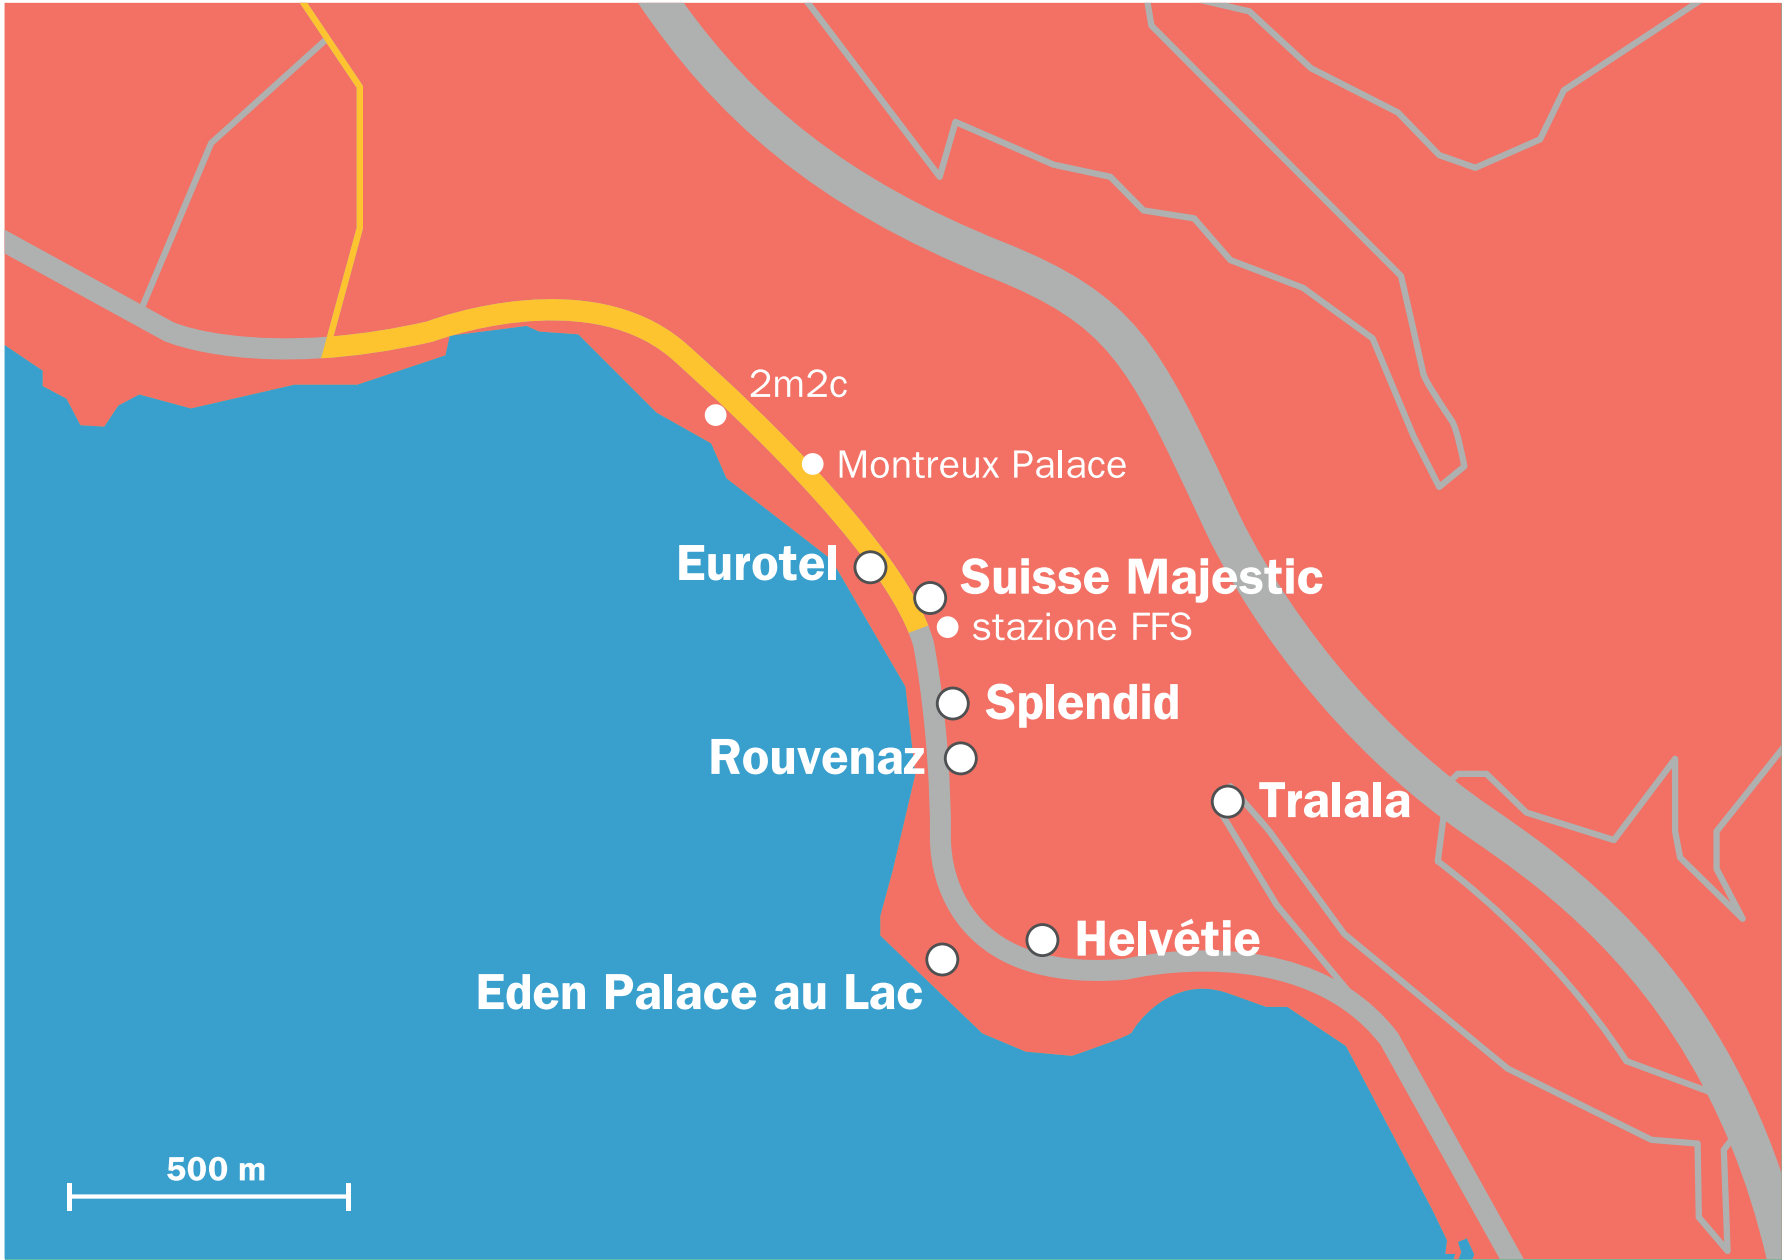 2m2c
Montreux Palace
Eurotel
Suisse Majestic
stazione FFS
Splendid
Rouvenaz
Tralala
Helvétie
Eden Palace au Lac
500 m